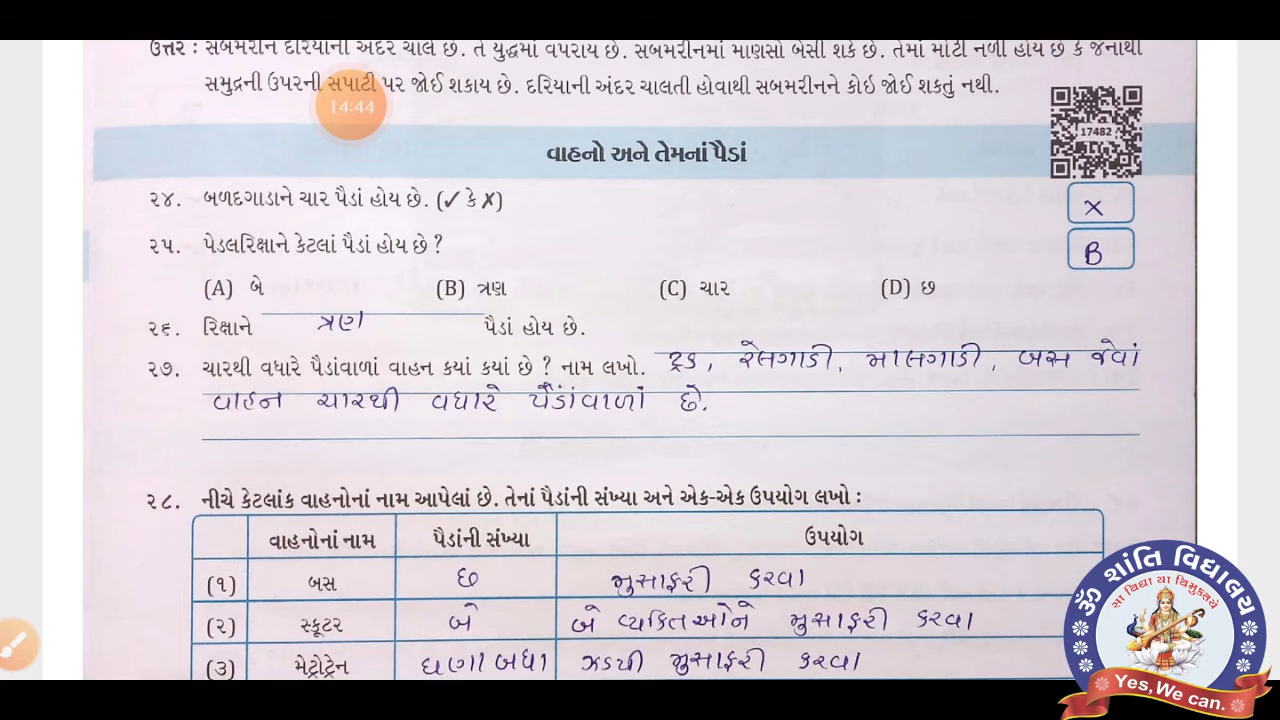 ઉત્તર : સબમરીન દરિયાની અંદર ચાલે છે. તે યુદ્ધમાં વપરાય છે. સબમરીનમાં માણસો બેસી શકે છે. તેમાં મોટી નળી હોય છે કે જેનાથી
સમુદ્રની ઉપરની સપાટી પર જોઈ શકાય છે. દરિયાની અંદર ચાલતી હોવાથી સબમરીનને કોઇ જોઈ શકતું નથી.
14:44
17482
વાહનો અને તેમનાં પૈડાં
૨૪. બળદગાડાને ચાર પૈડાં હોય છે. (✓ કે ✗) X
૨૫. પેડલરિક્ષાને કેટલાં પૈડાં હોય છે ? B
(A) બે (B) ત્રણ (C) ચાર (D) છ
૨૬. રિક્ષાને ત્રણ પૈડાં હોય છે.
૨૭. ચારથી વધારે પૈડાંવાળાં વાહન કયાં કયાં છે ? નામ લખો. ટ્રક, રેલગાડી, માલગાડી, બસ જેવાં
વાહન ચારથી વધારે પૈડાંવાળાં છે.
૨૮. નીચે કેટલાંક વાહનોનાં નામ આપેલાં છે. તેનાં પૈડાંની સંખ્યા અને એક-એક ઉપયોગ લખો :
વાહનોનાં નામ પૈડાંની સંખ્યા ઉપયોગ
(૧) બસ છ મુસાફરી કરવા
(૨) સ્કૂટર બે બે વ્યકિતઓને મુસાફરી કરવા
(૩) મેટ્રોટ્રેન ઘણા બધા ઝડપી મુસાફરી કરવા
ૐ શાંતિ વિદ્યાલય
સા વિદ્યા યા વિમુક્તયે
Yes, We can.